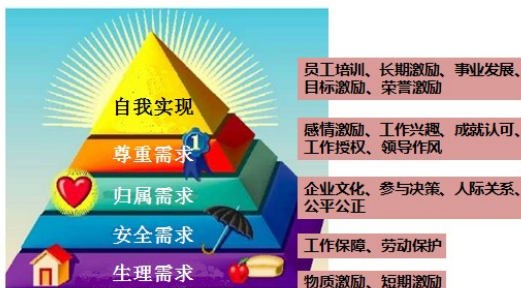 自我实现
员工培训、长期激励、事业发展、
目标激励、荣誉激励
尊重需求
1
感情激励、工作兴趣、成就认可、
工作授权、领导作风
归属需求
企业文化、参与决策、人际关系、
公平公正
安全需求
工作保障、劳动保护
生理需求
物质激励、短期激励